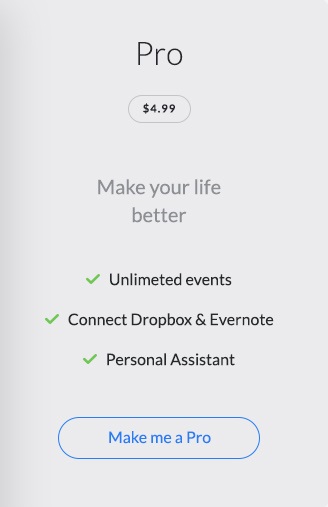 Pro
$4.99
Make your life
better
Unlimeted events
Connect Dropbox & Evernote
Personal Assistant
Make me a Pro